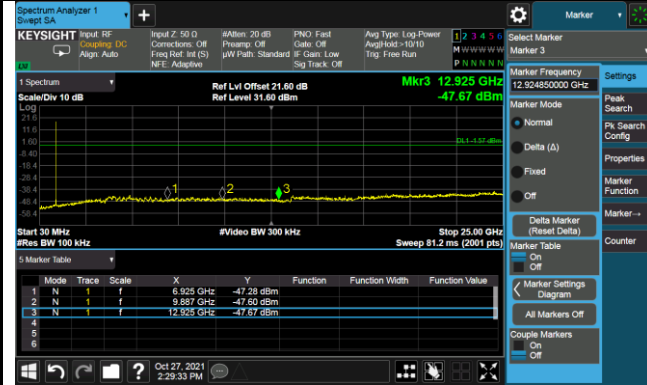 Spectrum Analyzer 1
Swept SA
Marker
KEYSIGHT
Input: RF
Coupling: DC
Align: Auto
Input Z: 50 Ω
Corrections: Off
Freq Ref: Int (S)
NFE: Adaptive
#Atten: 20 dB
Preamp: Off
µW Path: Standard
PNO: Fast
Gate: Off
IF Gain: Low
Sig Track: Off
Avg Type: Log-Power
Avg|Hold:>10/10
Trig: Free Run
1 2 3 4 5 6
M W W W W W
P N N N N N
LM
Select Marker
Marker 3
1 Spectrum
Scale/Div 10 dB
Log
Ref Lvl Offset 21.60 dB
Ref Level 31.60 dBm
Mkr3 12.925 GHz
-47.67 dBm
21.6
11.6
1.60
-8.40
-18.4
-28.4
-38.4
-48.4
-58.4
DL1 -1.57 dBm
1
2
3
Start 30 MHz
#Res BW 100 kHz
#Video BW 300 kHz
Stop 25.00 GHz
Sweep 81.2 ms (2001 pts)
5 Marker Table
Mode Trace Scale X Y Function Function Width Function Value
1 N 1 f 6.925 GHz -47.28 dBm
2 N 1 f 9.887 GHz -47.60 dBm
3 N 1 f 12.925 GHz -47.67 dBm
4
5
6
Marker Frequency
12.924850000 GHz
Marker Mode
Normal
Delta (Δ)
Fixed
Off
Delta Marker
(Reset Delta)
Marker Table
On
Off
Marker Settings
Diagram
All Markers Off
Couple Markers
On
Off
Settings
Peak
Search
Pk Search
Config
Properties
Marker
Function
Marker→
Counter
?
Oct 27, 2021
2:29:33 PM